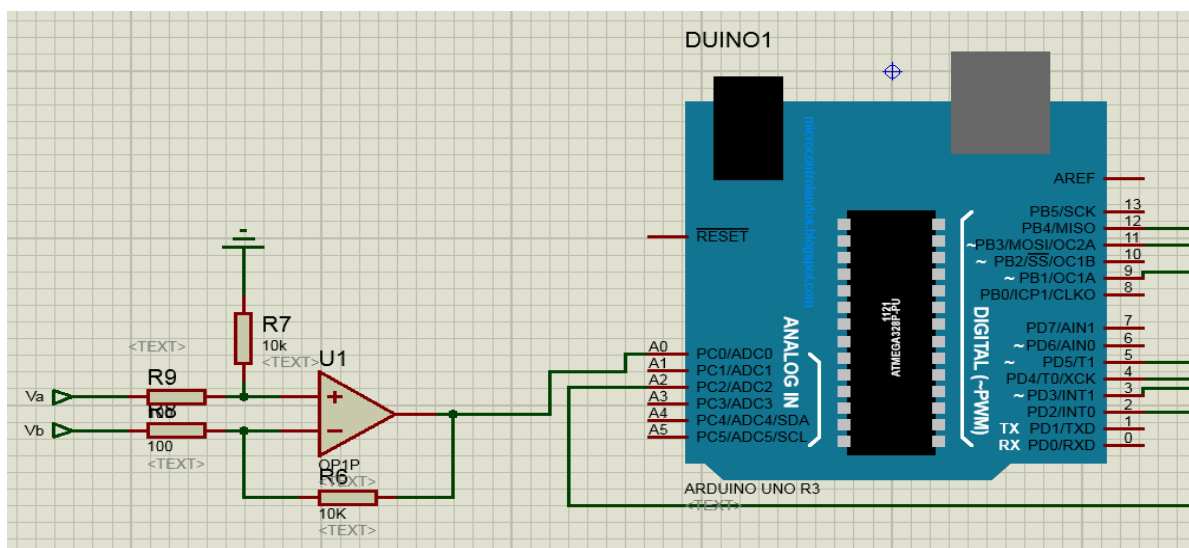 DUINO1
microcontrolandos.blogspot.com
AREF
RESET
PB5/SCK 13
PB4/MISO 12
~PB3/MOSI/OC2A 11
~ PB2/SS/OC1B 10
~ PB1/OC1A 9
PB0/ICP1/CLKO 8
1121
ATMEGA328P-PU
DIGITAL (~PWM)
ANALOG IN
PD7/AIN1 7
~PD6/AIN0 6
~ PD5/T1 5
PD4/T0/XCK 4
~PD3/INT1 3
PD2/INT0 2
TX PD1/TXD 1
RX PD0/RXD 0
A0 PC0/ADC0
A1 PC1/ADC1
A2 PC2/ADC2
A3 PC3/ADC3
A4 PC4/ADC4/SDA
A5 PC5/ADC5/SCL
ARDUINO UNO R3
<TEXT>
R7
10k
<TEXT>
<TEXT>
U1
R9
Va
Vb
100
<TEXT>
+
−
OP1P
<TEXT>
R6
10K
<TEXT>